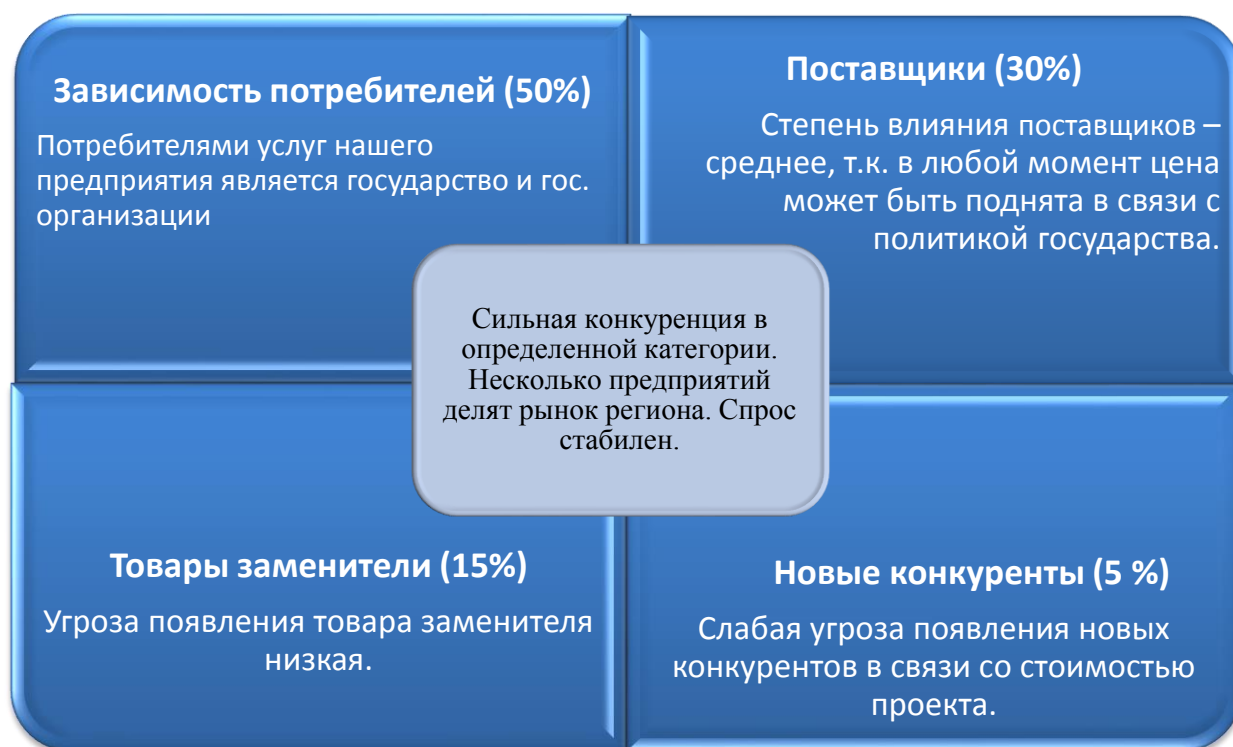 Зависимость потребителей (50%)
Потребителями услуг нашего
предприятия является государство и гос.
организации
Поставщики (30%)
Степень влияния поставщиков –
среднее, т.к. в любой момент цена
может быть поднята в связи с
политикой государства.
Сильная конкуренция в
определенной категории.
Несколько предприятий
делят рынок региона. Спрос
стабилен.
Товары заменители (15%)
Угроза появления товара заменителя
низкая.
Новые конкуренты (5 %)
Слабая угроза появления новых
конкурентов в связи со стоимостью
проекта.